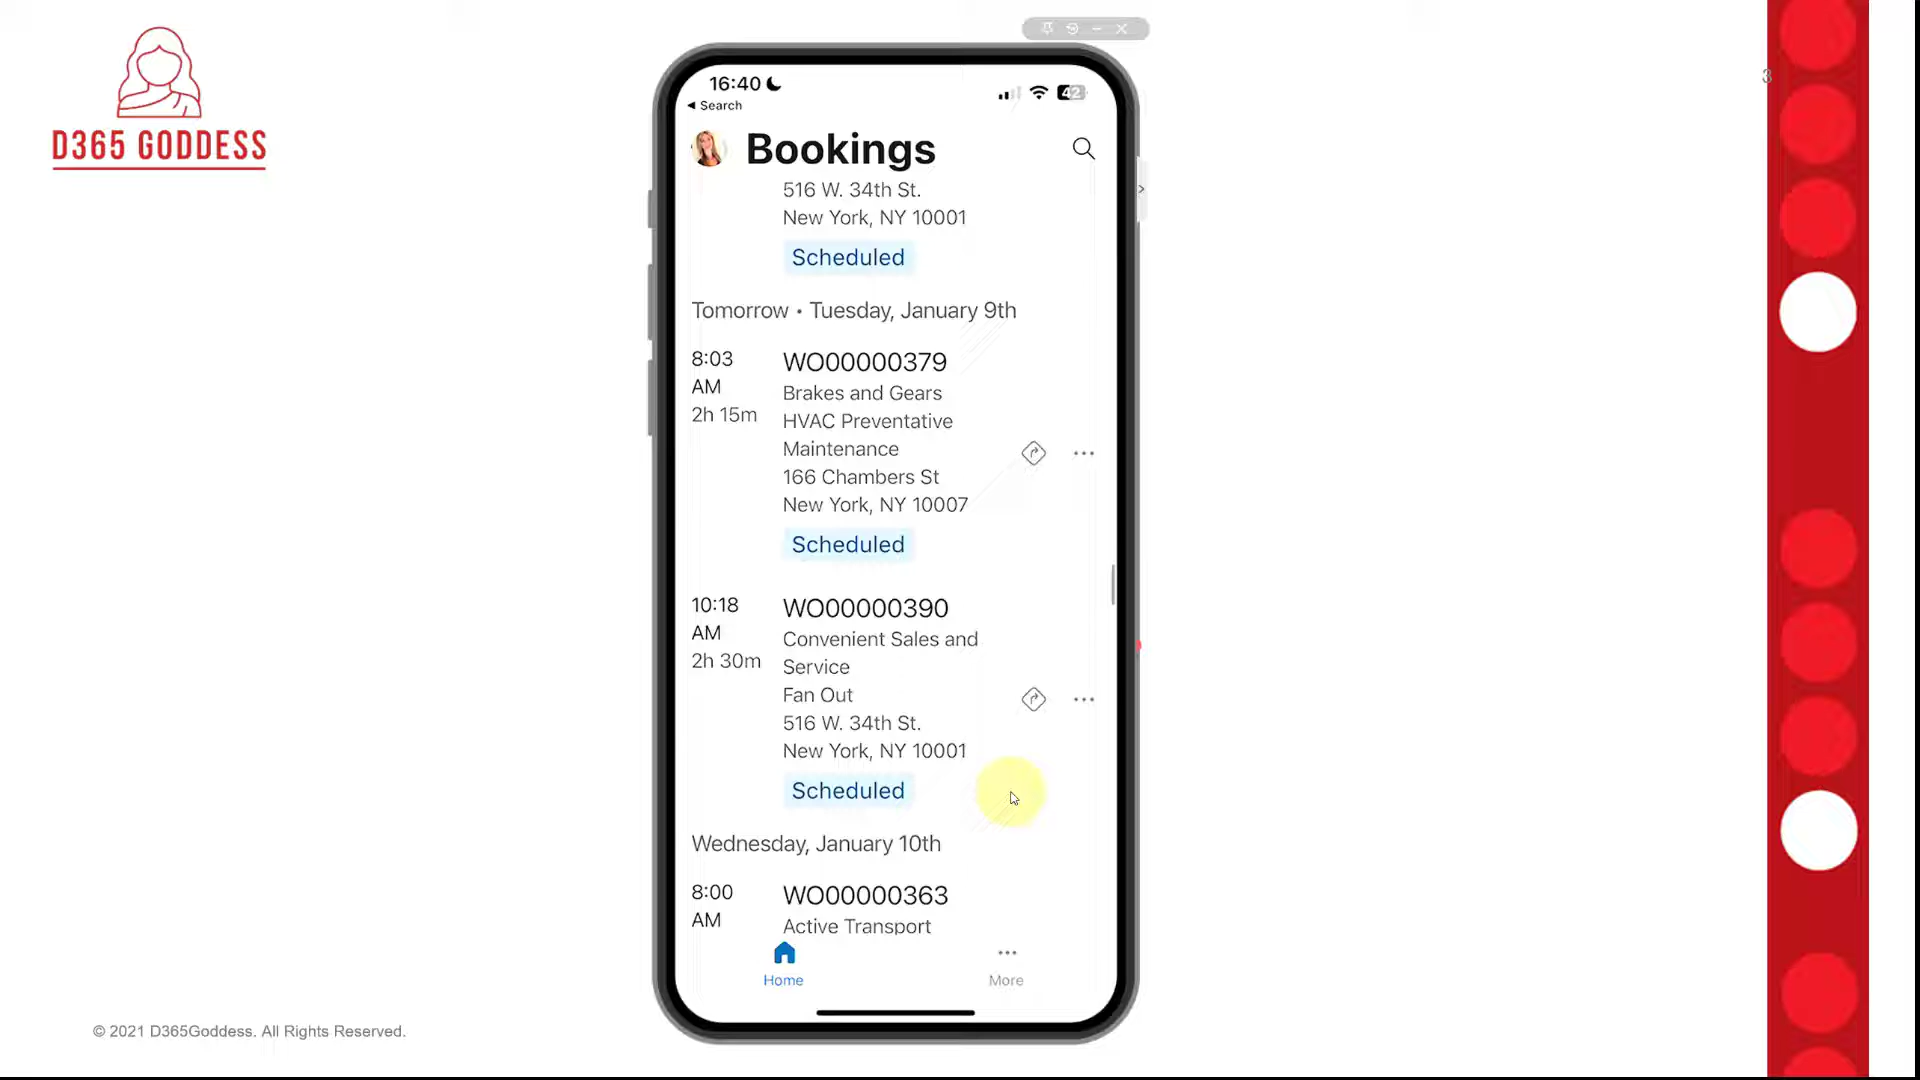 D365 GODDESS
16:40
42
Search
Bookings
516 W. 34th St.
New York, NY 10001
Scheduled
Tomorrow • Tuesday, January 9th
8:03
AM
2h 15m
WO00000379
Brakes and Gears
HVAC Preventative
Maintenance
166 Chambers St
New York, NY 10007
Scheduled
10:18
AM
2h 30m
WO00000390
Convenient Sales and
Service
Fan Out
516 W. 34th St.
New York, NY 10001
Scheduled
Wednesday, January 10th
8:00
AM
WO00000363
Active Transport
Home
More
3
© 2021 D365Goddess. All Rights Reserved.